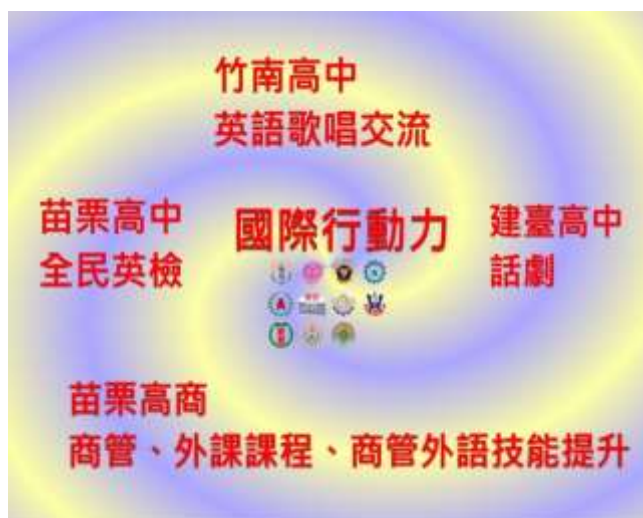 竹南高中
英語歌唱交流
苗栗高中
全民英檢
國際行動力
建臺高中
話劇
苗栗高商
商管、外課課程、商管外語技能提升